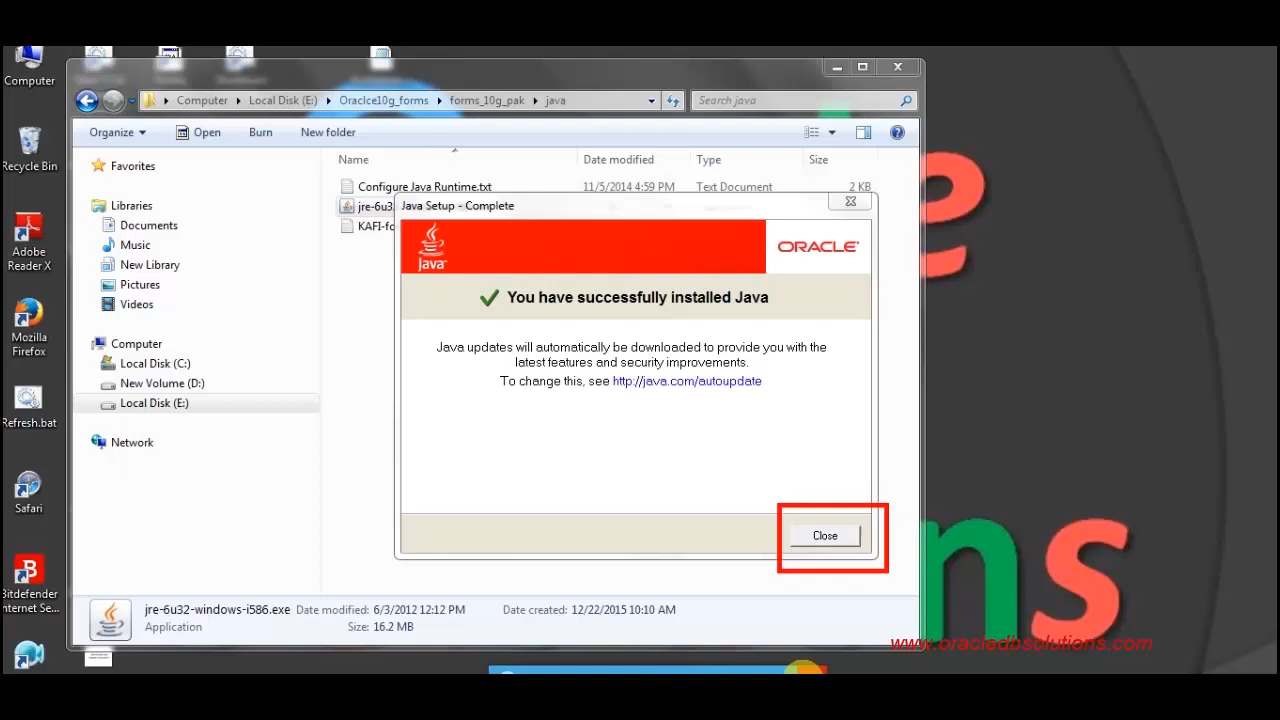 Computer
Recycle Bin
Adobe
Reader X
Mozilla
Firefox
Refresh.bat
Safari
Bitdefender
Internet Se...
Computer Local Disk (E:) Oraclce10g_forms forms_10g_pak java
Search java
Organize Open Burn New folder
Name Date modified Type Size
Favorites
Libraries
Documents
Music
New Library
Pictures
Videos
Computer
Local Disk (C:)
New Volume (D:)
Local Disk (E:)
Network
Configure Java Runtime.txt 11/5/2014 4:59 PM Text Document 2 KB
jre-6u3
KAFI-fo
Java Setup - Complete
Java
ORACLE
You have successfully installed Java
Java updates will automatically be downloaded to provide you with the
latest features and security improvements.
To change this, see http://java.com/autoupdate
Close
jre-6u32-windows-i586.exe Date modified: 6/3/2012 12:12 PM Date created: 12/22/2015 10:10 AM
Application Size: 16.2 MB
e
ns
www.oracledbsolutions.com